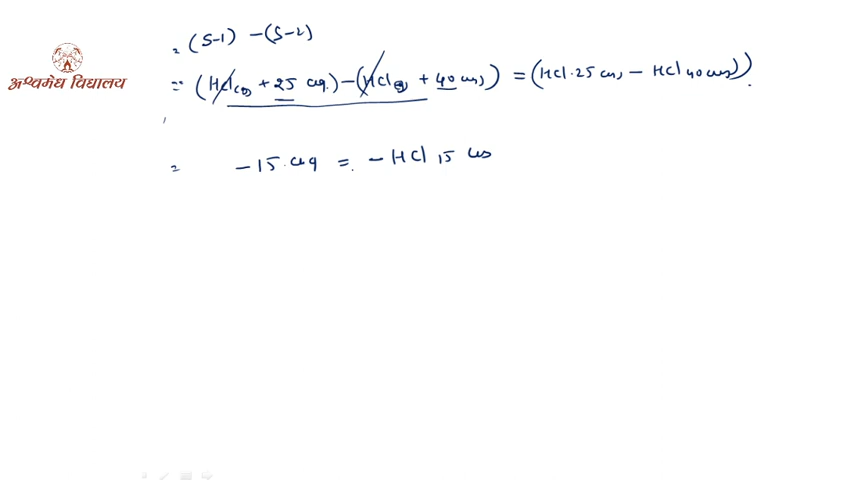 = (S-1) - (S-2)
अश्वमेध विद्यालय
= (HCl(g) + 25 aq.) - (HCl(g) + 40 aq) = (HCl.25 aq - HCl 40 aq)
= -15 aq = - HCl 15 aq